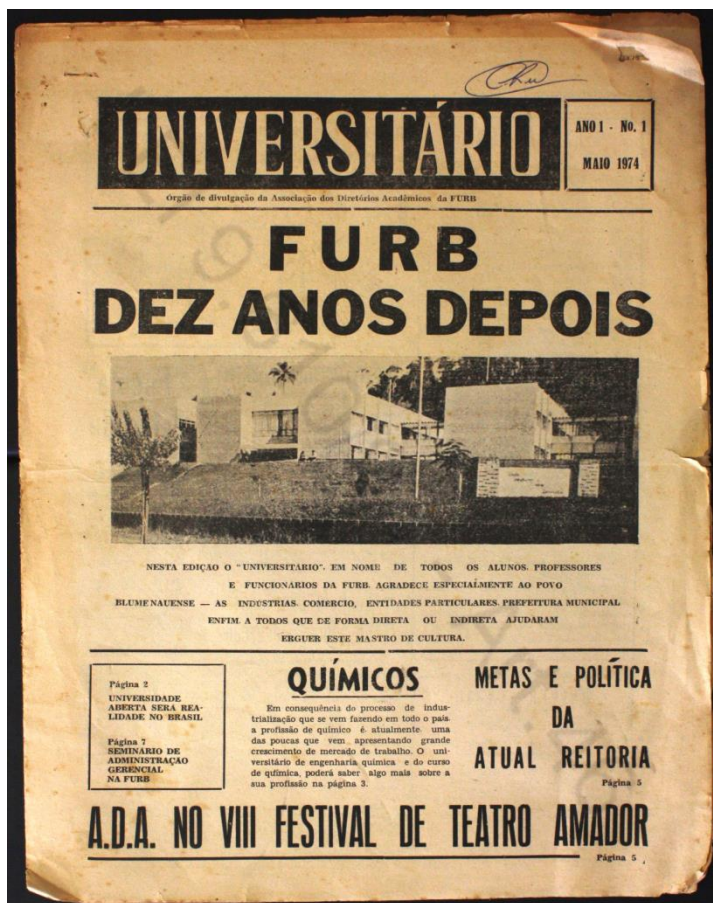 UNIVERSITÁRIO
ANO 1 - No. 1
MAIO 1974
órgão de divulgação da Associação dos Diretórios Acadêmicos da FURB
FURB
DEZ ANOS DEPOIS
NESTA EDIÇAO O "UNIVERSITARIO". EM NOME DE TODOS OS ALUNOS. PROFESSORES
E FUNCIONARIOS DA FURB. AGRADECE ESPECIALMENTE AO POVO
BLUMENAUENSE — AS INDUSTRIAS. COMERCIO, ENTIDADES PARTICULARES. PREFEITURA MUNICIPAL
ENFIM. A TODOS QUE DE FORMA DIRETA OU INDIRETA AJUDARAM
ERGUER ESTE MASTRO DE CULTURA.
Página 2
UNIVERSIDADE
ABERTA SERÁ REA-
LIDADE NO BRASIL
Página 7
SEMINÁRIO DE
ADMINISTRAÇÃO
GERENCIAL
NA FURB
QUÍMICOS
Em consequência do processo de indus-
trialização que se vem fazendo em todo o país
a profissão de químico é atualmente uma
das poucas que vem apresentando grande
crescimento de mercado de trabalho. O uni-
versitário de engenharia química e do curso
de química, poderá saber algo mais sobre a
sua profissão na página 3.
METAS E POLÍTICA
DA
ATUAL REITORIA
Página 5
A.D.A. NO VIII FESTIVAL DE TEATRO AMADOR
Página 5